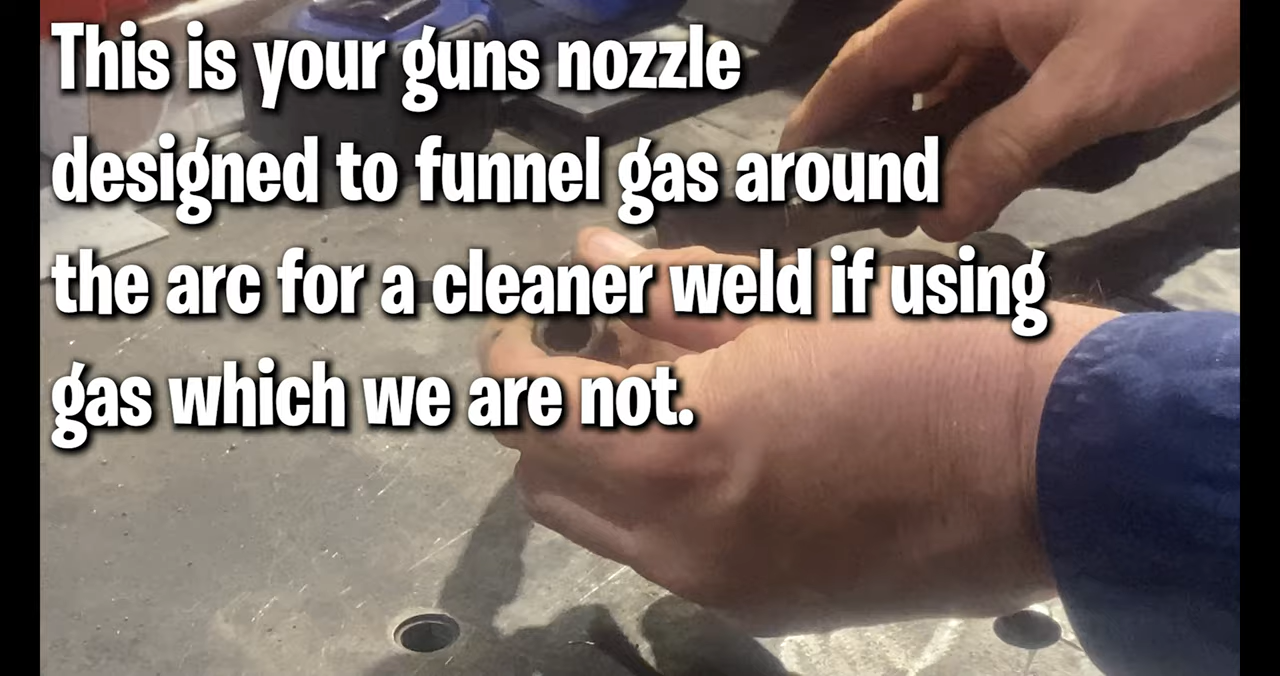 This is your guns nozzle
designed to funnel gas around
the arc for a cleaner weld if using
gas which we are not.